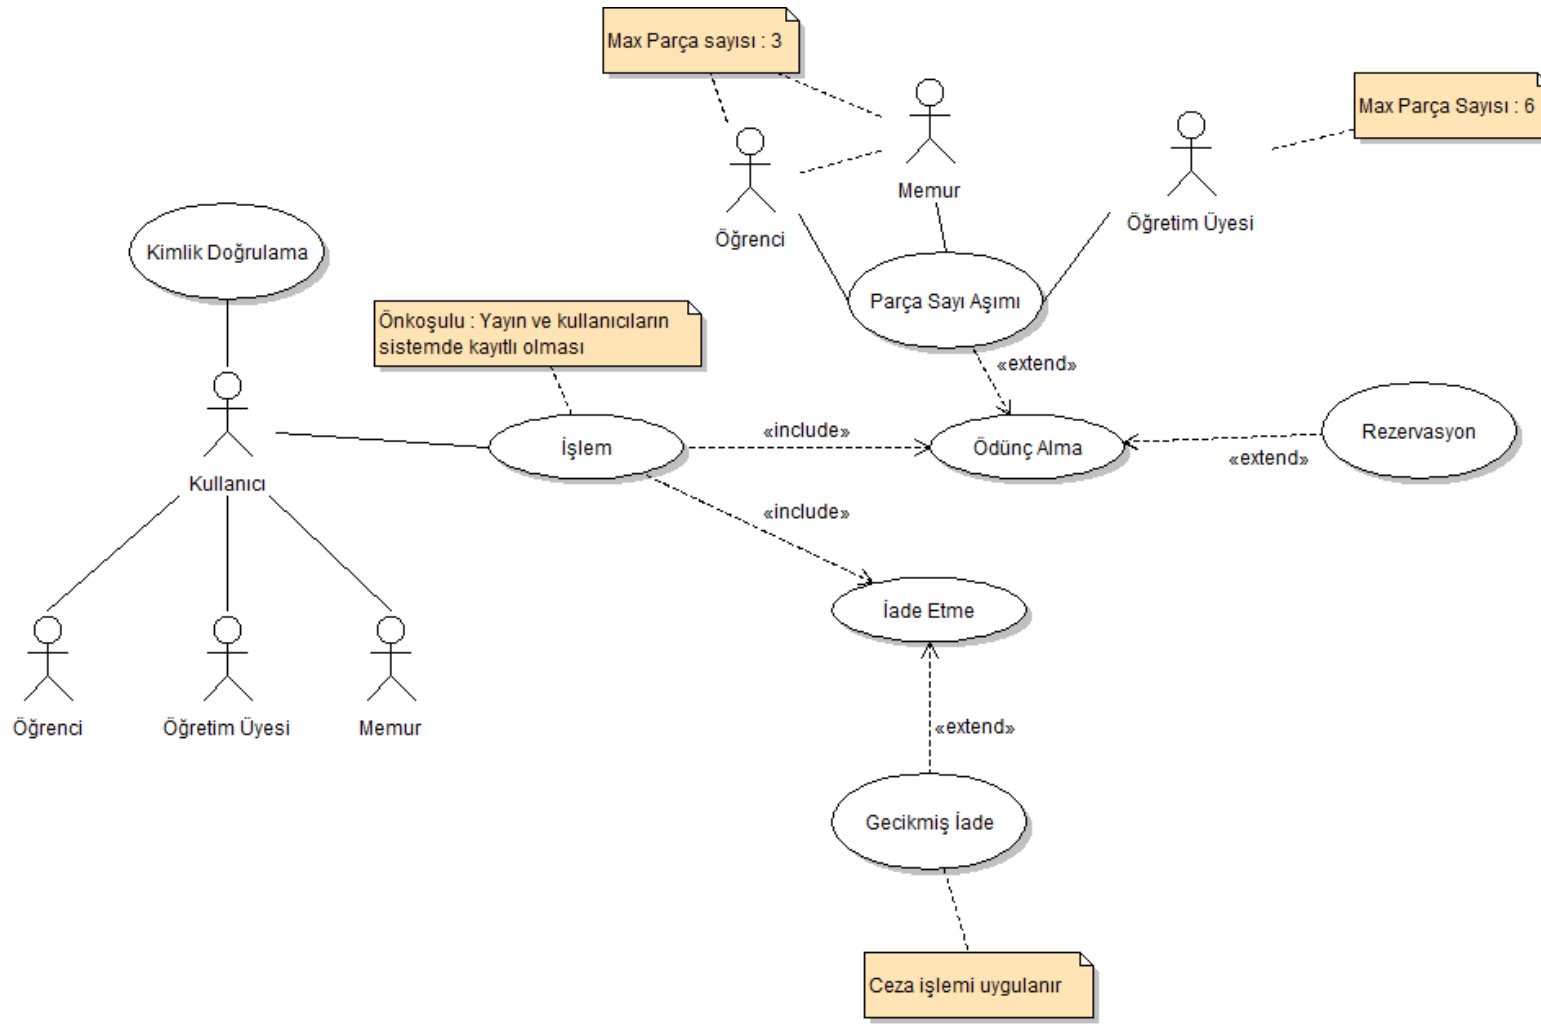 Max Parça sayısı : 3
Max Parça Sayısı : 6
Memur
Öğretim Üyesi
Öğrenci
Kimlik Doğrulama
Parça Sayı Aşımı
Önkoşulu : Yayın ve kullanıcıların
sistemde kayıtlı olması
«extend»
«include»
İşlem
Ödünç Alma
Rezervasyon
«extend»
Kullanıcı
«include»
İade Etme
Öğrenci
Öğretim Üyesi
Memur
«extend»
Gecikmiş İade
Ceza işlemi uygulanır